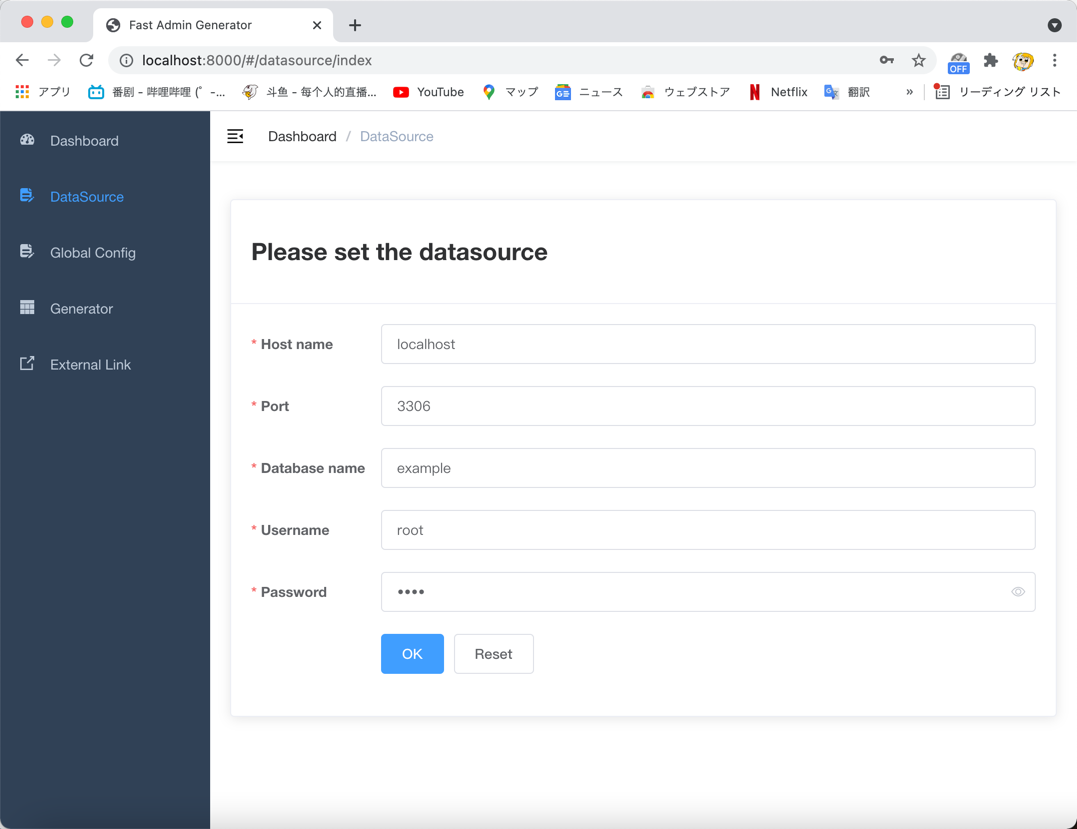 Fast Admin Generator
localhost:8000/#/datasource/index
OFF
アプリ
番剧 - 哔哩哔哩 (゜-...
斗鱼 - 每个人的直播...
YouTube
マップ
ニュース
ウェブストア
Netflix
翻訳
»
リーディング リスト
Dashboard
DataSource
Global Config
Generator
External Link
Dashboard / DataSource
Please set the datasource
* Host name localhost
* Port 3306
* Database name example
* Username root
* Password ••••
OK Reset